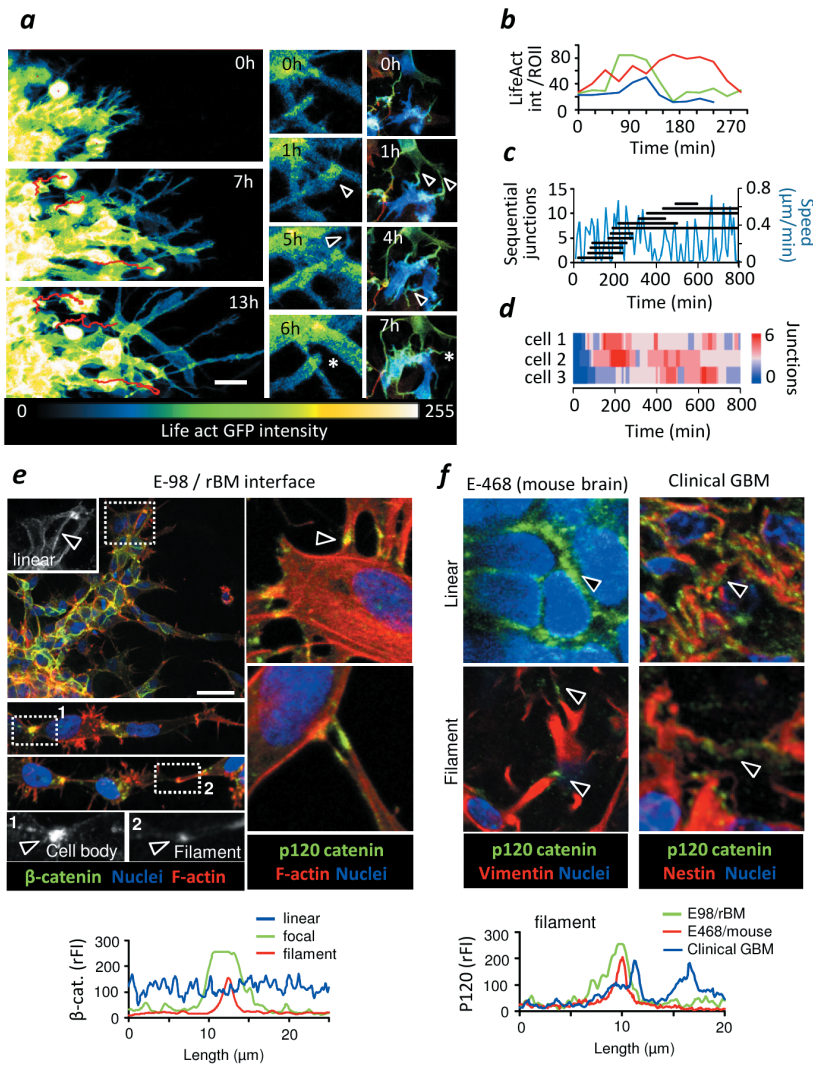 a
0h
7h
13h
0h
1h
5h
6h
*
0h
1h
4h
7h
*
0
255
Life act GFP intensity
b
LifeAct
int /ROII
80
40
0
0
90
180
270
Time (min)
c
Sequential
junctions
15
10
5
0
0.8
0.4
0
Speed
(µm/min)
0 200 400 600 800
Time (min)
d
cell 1
cell 2
cell 3
6
0
Junctions
0 200 400 600 800
Time (min)
e
E-98 / rBM interface
linear
1
2
1
Cell body
2
Filament
β-catenin Nuclei F-actin
p120 catenin
F-actin Nuclei
linear
focal
filament
β-cat. (rFI)
300
200
100
0
0 10 20
Length (µm)
f
E-468 (mouse brain)
Clinical GBM
Linear
Filament
p120 catenin
Vimentin Nuclei
p120 catenin
Nestin Nuclei
filament
E98/rBM
E468/mouse
Clinical GBM
P120 (rFI)
300
200
100
0
0 10 20
Length (µm)